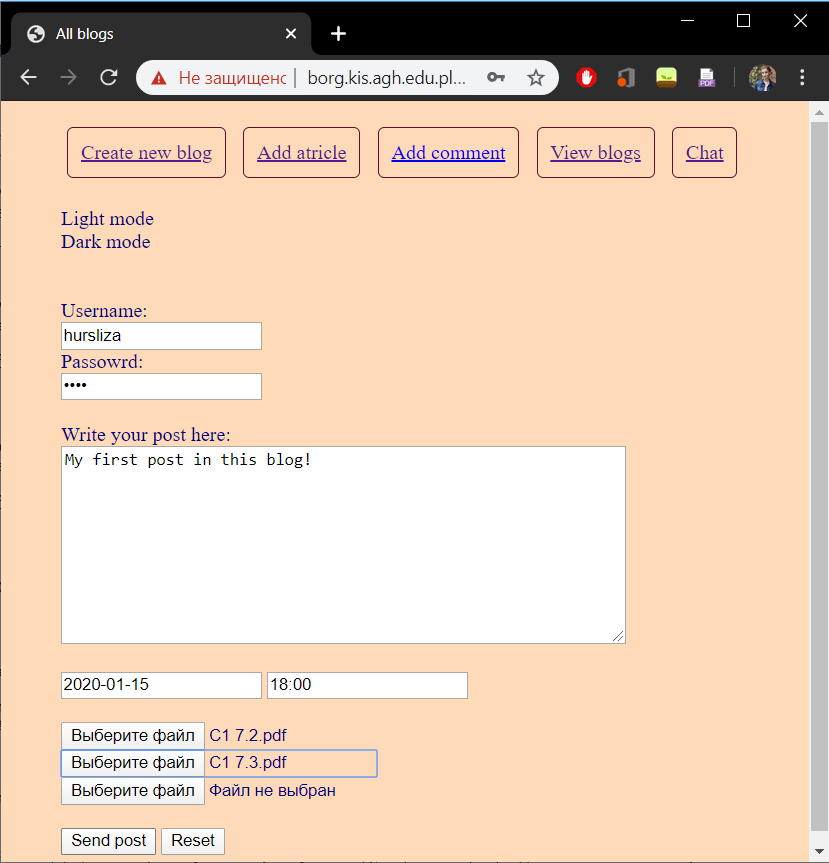 All blogs
Не защищенс borg.kis.agh.edu.pl...
PDF
Create new blog Add atricle Add comment View blogs Chat
Light mode
Dark mode
Username:
hursliza
Passowrd:
••••
Write your post here:
My first post in this blog!
2020-01-15 18:00
Выберите файл C1 7.2.pdf
Выберите файл C1 7.3.pdf
Выберите файл Файл не выбран
Send post Reset